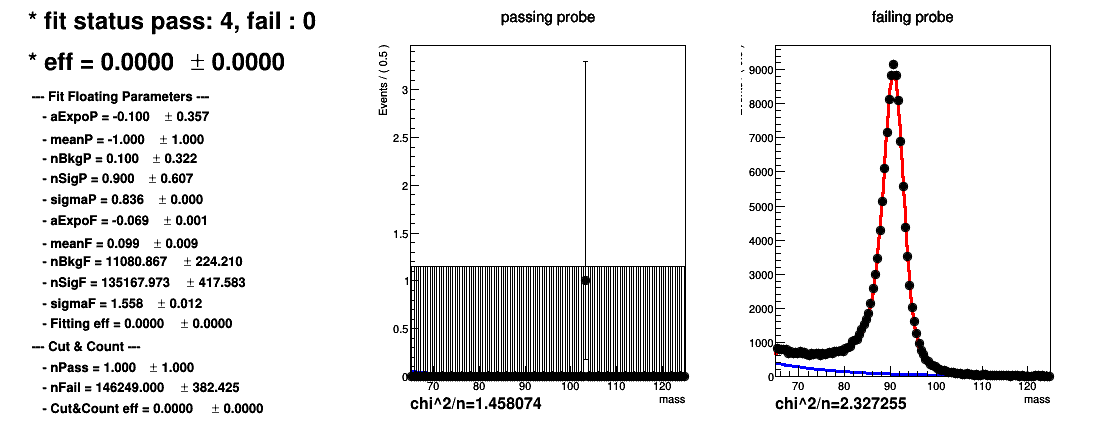 * fit status pass: 4, fail : 0
* eff = 0.0000 ± 0.0000
--- Fit Floating Parameters ---
- aExpoP = -0.100 ± 0.357
- meanP = -1.000 ± 1.000
- nBkgP = 0.100 ± 0.322
- nSigP = 0.900 ± 0.607
- sigmaP = 0.836 ± 0.000
- aExpoF = -0.069 ± 0.001
- meanF = 0.099 ± 0.009
- nBkgF = 11080.867 ± 224.210
- nSigF = 135167.973 ± 417.583
- sigmaF = 1.558 ± 0.012
- Fitting eff = 0.0000 ± 0.0000
--- Cut & Count ---
- nPass = 1.000 ± 1.000
- nFail = 146249.000 ± 382.425
- Cut&Count eff = 0.0000 ± 0.0000
passing probe
Events / ( 0.5 )
3
2.5
2
1.5
1
0.5
0
70 80 90 100 110 120
mass
chi^2/n=1.458074
failing probe
9000
8000
7000
6000
5000
4000
3000
2000
1000
0
70 80 90 100 110 120
mass
chi^2/n=2.327255